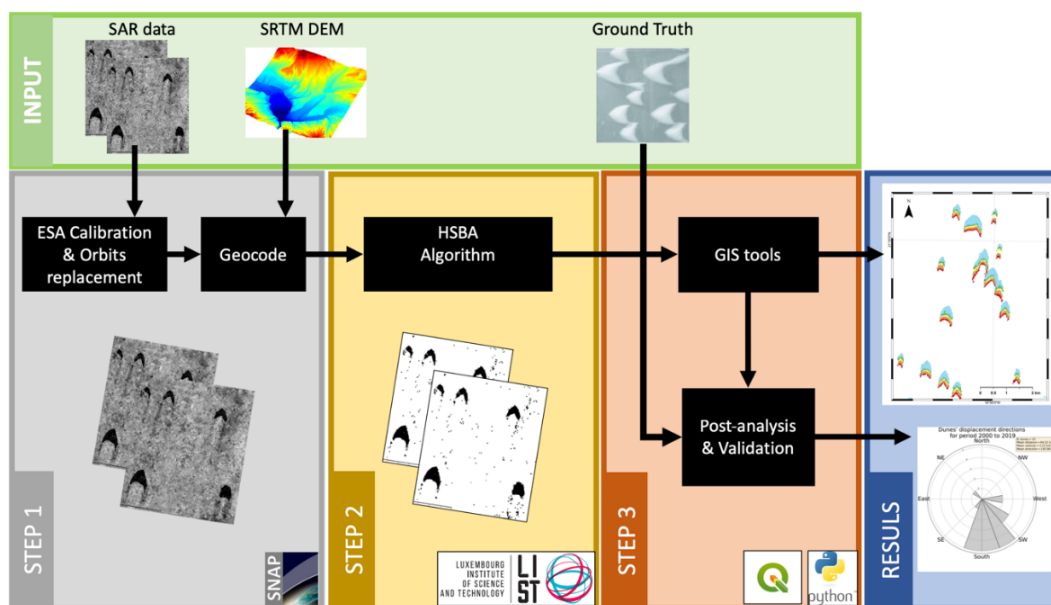 SAR data
SRTM DEM
Ground Truth
INPUT
ESA Calibration
& Orbits
replacement
Geocode
HSBA
Algorithm
GIS tools
Post-analysis
& Validation
STEP 1
SNAP
STEP 2
LUXEMBOURG
INSTITUTE
OF SCIENCE
AND TECHNOLOGY
LI
ST
STEP 3
python
RESULS
N
Dunes' displacement directions
for period 2000 to 2019
North
NE
NW
East
West
SE
SW
South